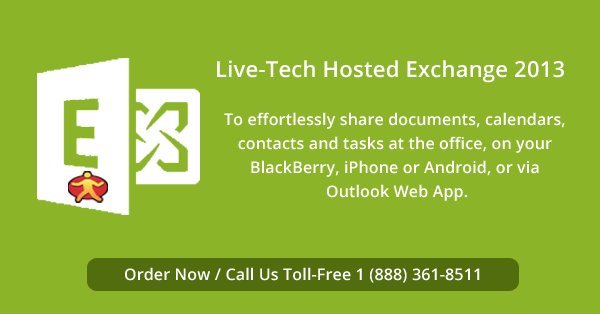 Live-Tech Hosted Exchange 2013
To effortlessly share documents, calendars,
contacts and tasks at the office, on your
BlackBerry, iPhone or Android, or via
Outlook Web App.
E
Order Now / Call Us Toll-Free 1 (888) 361-8511